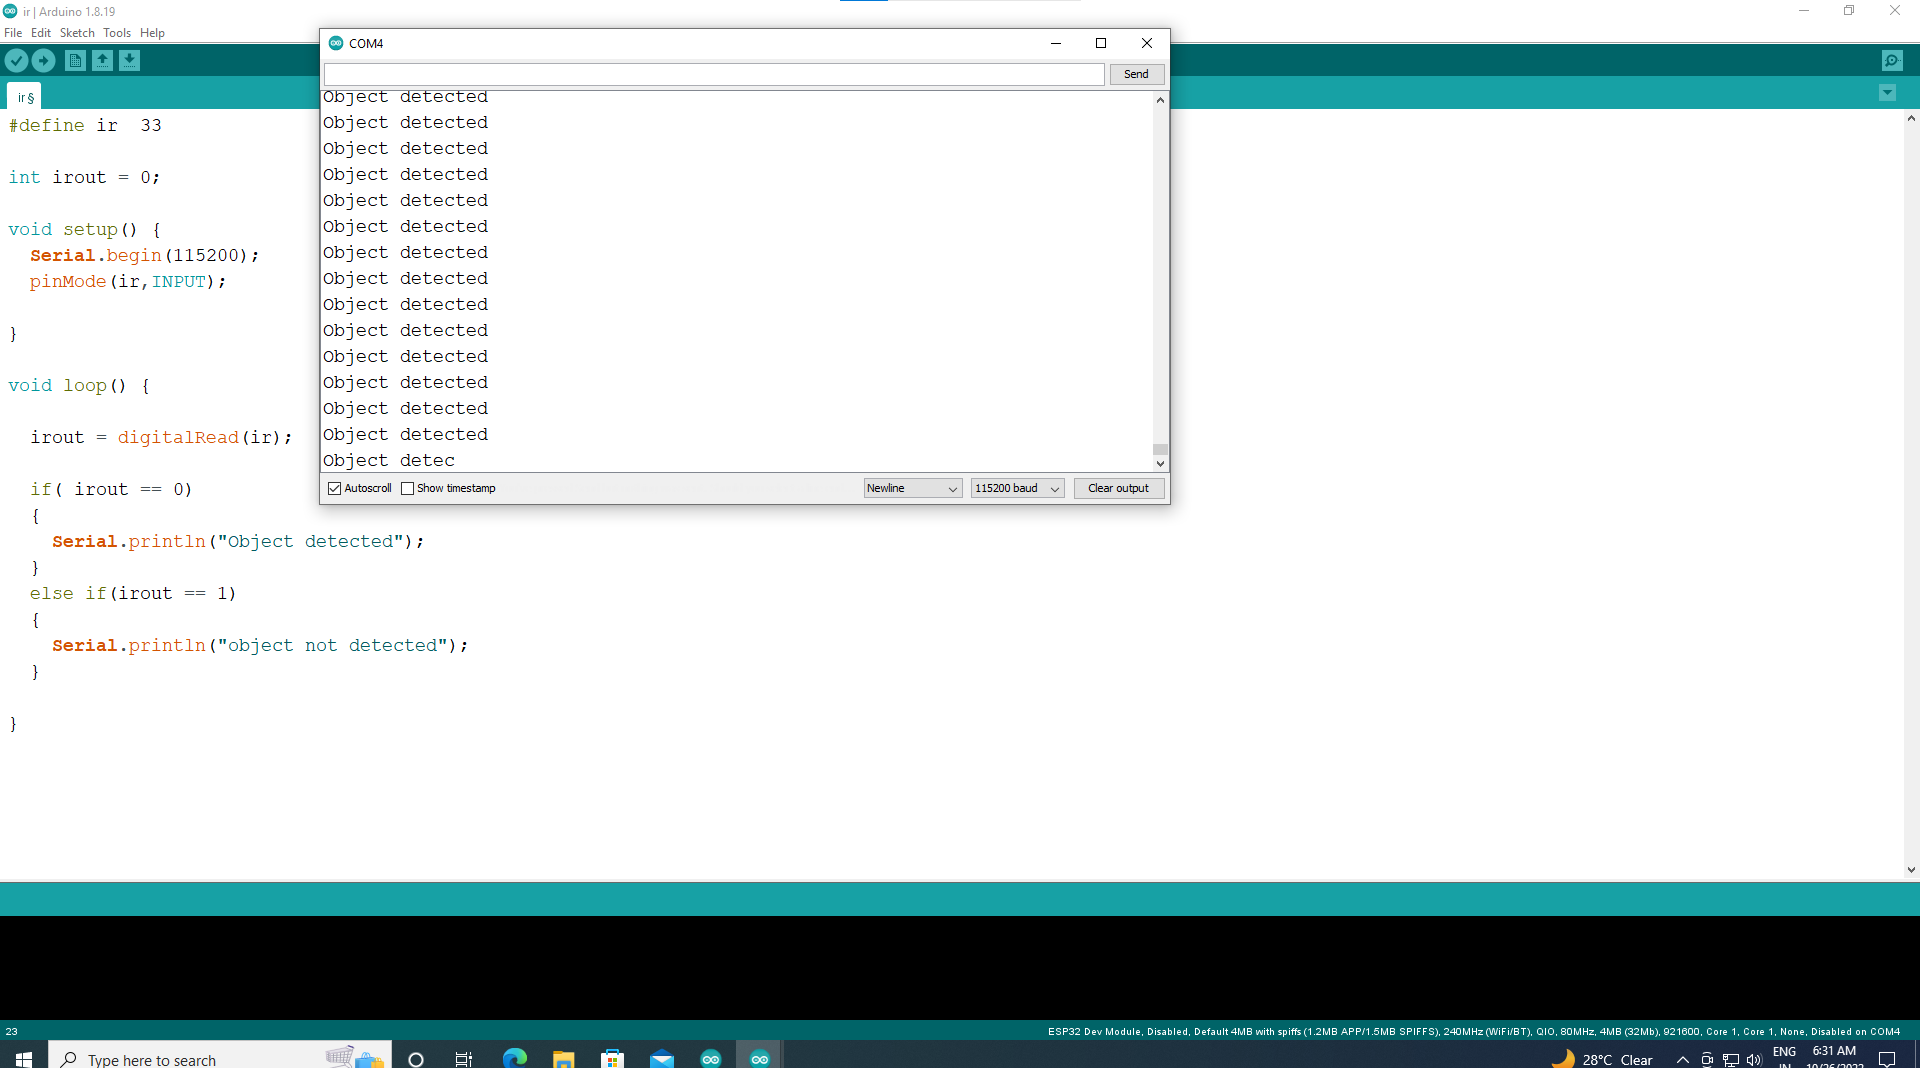 ir | Arduino 1.8.19
File Edit Sketch Tools Help
ir §
#define ir  33
int irout = 0;
void setup() {
  Serial.begin(115200);
  pinMode(ir,INPUT);
}
void loop() {
  irout = digitalRead(ir);
  if( irout == 0)
  {
    Serial.println("Object detected");
  }
  else if(irout == 1)
  {
    Serial.println("object not detected");
  }
}
COM4
Send
Object detected
Object detected
Object detected
Object detected
Object detected
Object detected
Object detected
Object detected
Object detected
Object detected
Object detected
Object detected
Object detected
Object detected
Object detec
Autoscroll Show timestamp Newline 115200 baud Clear output
23 ESP32 Dev Module, Disabled, Default 4MB with spiffs (1.2MB APP/1.5MB SPIFFS), 240MHz (WiFi/BT), QIO, 80MHz, 4MB (32Mb), 921600, Core 1, Core 1, None, Disabled on COM4
Type here to search
28°C Clear
ENG
6:31 AM